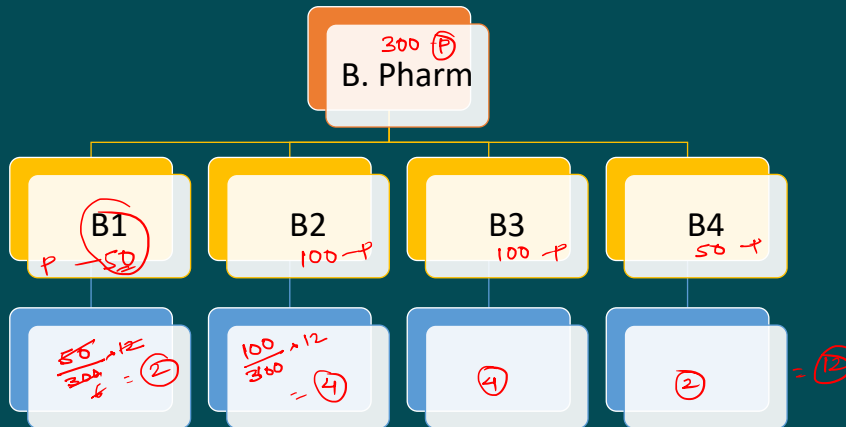 300 P
B. Pharm
B1
P - 50
B2
100 - P
B3
100 - P
B4
50 - P
50/300 × 12
6
= 2
100/300 × 12
= 4
4
2
= 12